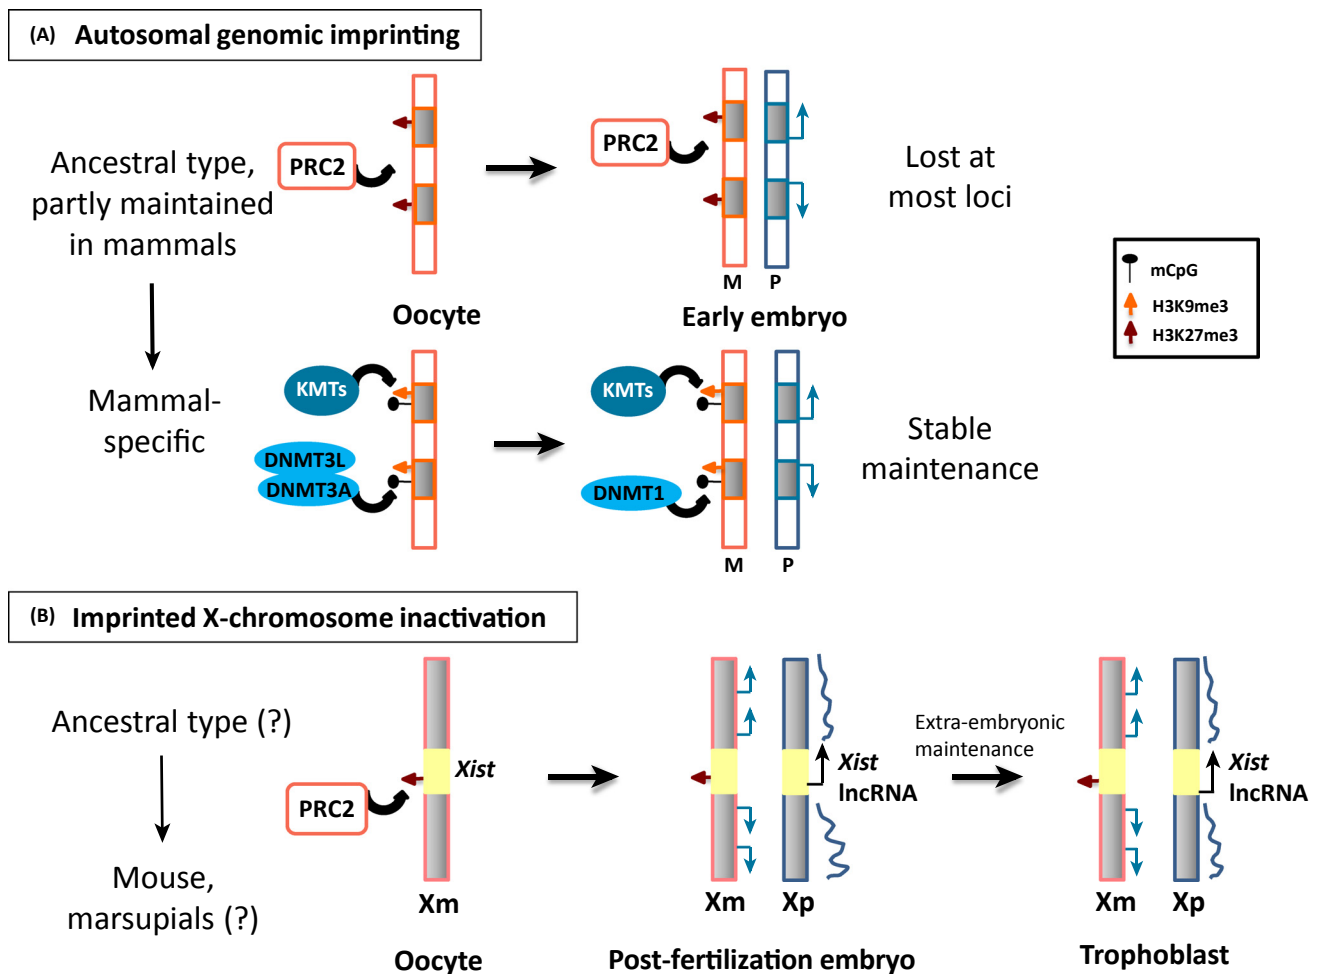 (A) Autosomal genomic imprinting
Ancestral type,
partly maintained
in mammals
PRC2
Oocyte
PRC2
M P
Early embryo
Lost at
most loci
mCpG
H3K9me3
H3K27me3
Mammal-
specific
KMTs
DNMT3L
DNMT3A
KMTs
DNMT1
M P
Stable
maintenance
(B) Imprinted X-chromosome inactivation
Ancestral type (?)
Mouse,
marsupials (?)
PRC2
Xist
Xm
Oocyte
Xist
lncRNA
Xm Xp
Post-fertilization embryo
Extra-embryonic
maintenance
Xist
lncRNA
Xm Xp
Trophoblast